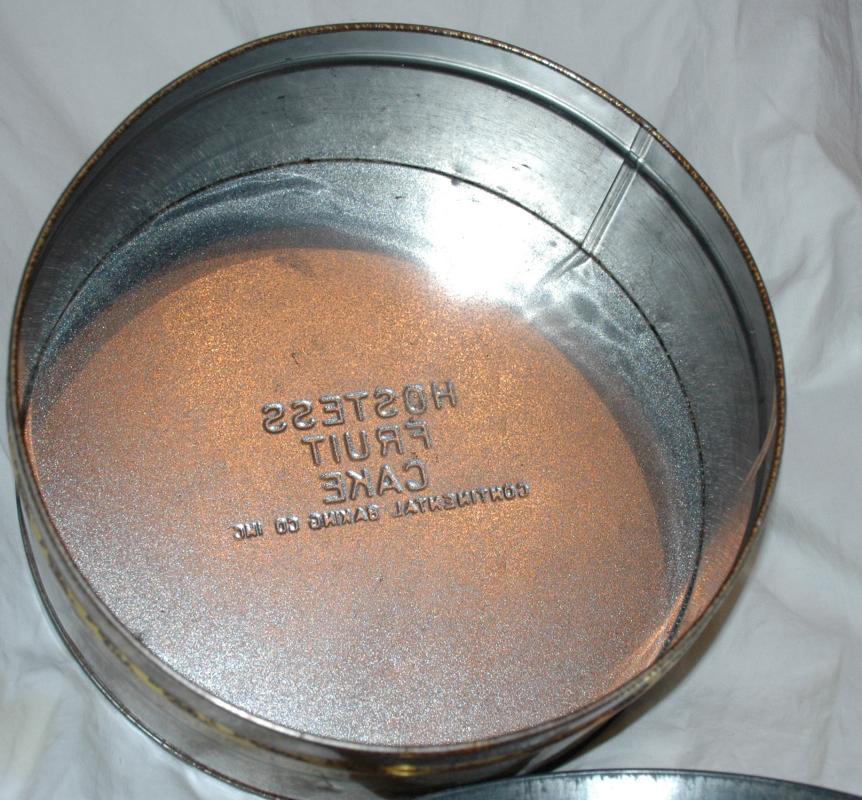 HOSTESS
FRUIT
CAKE
CONTINENTAL BAKING CO INC